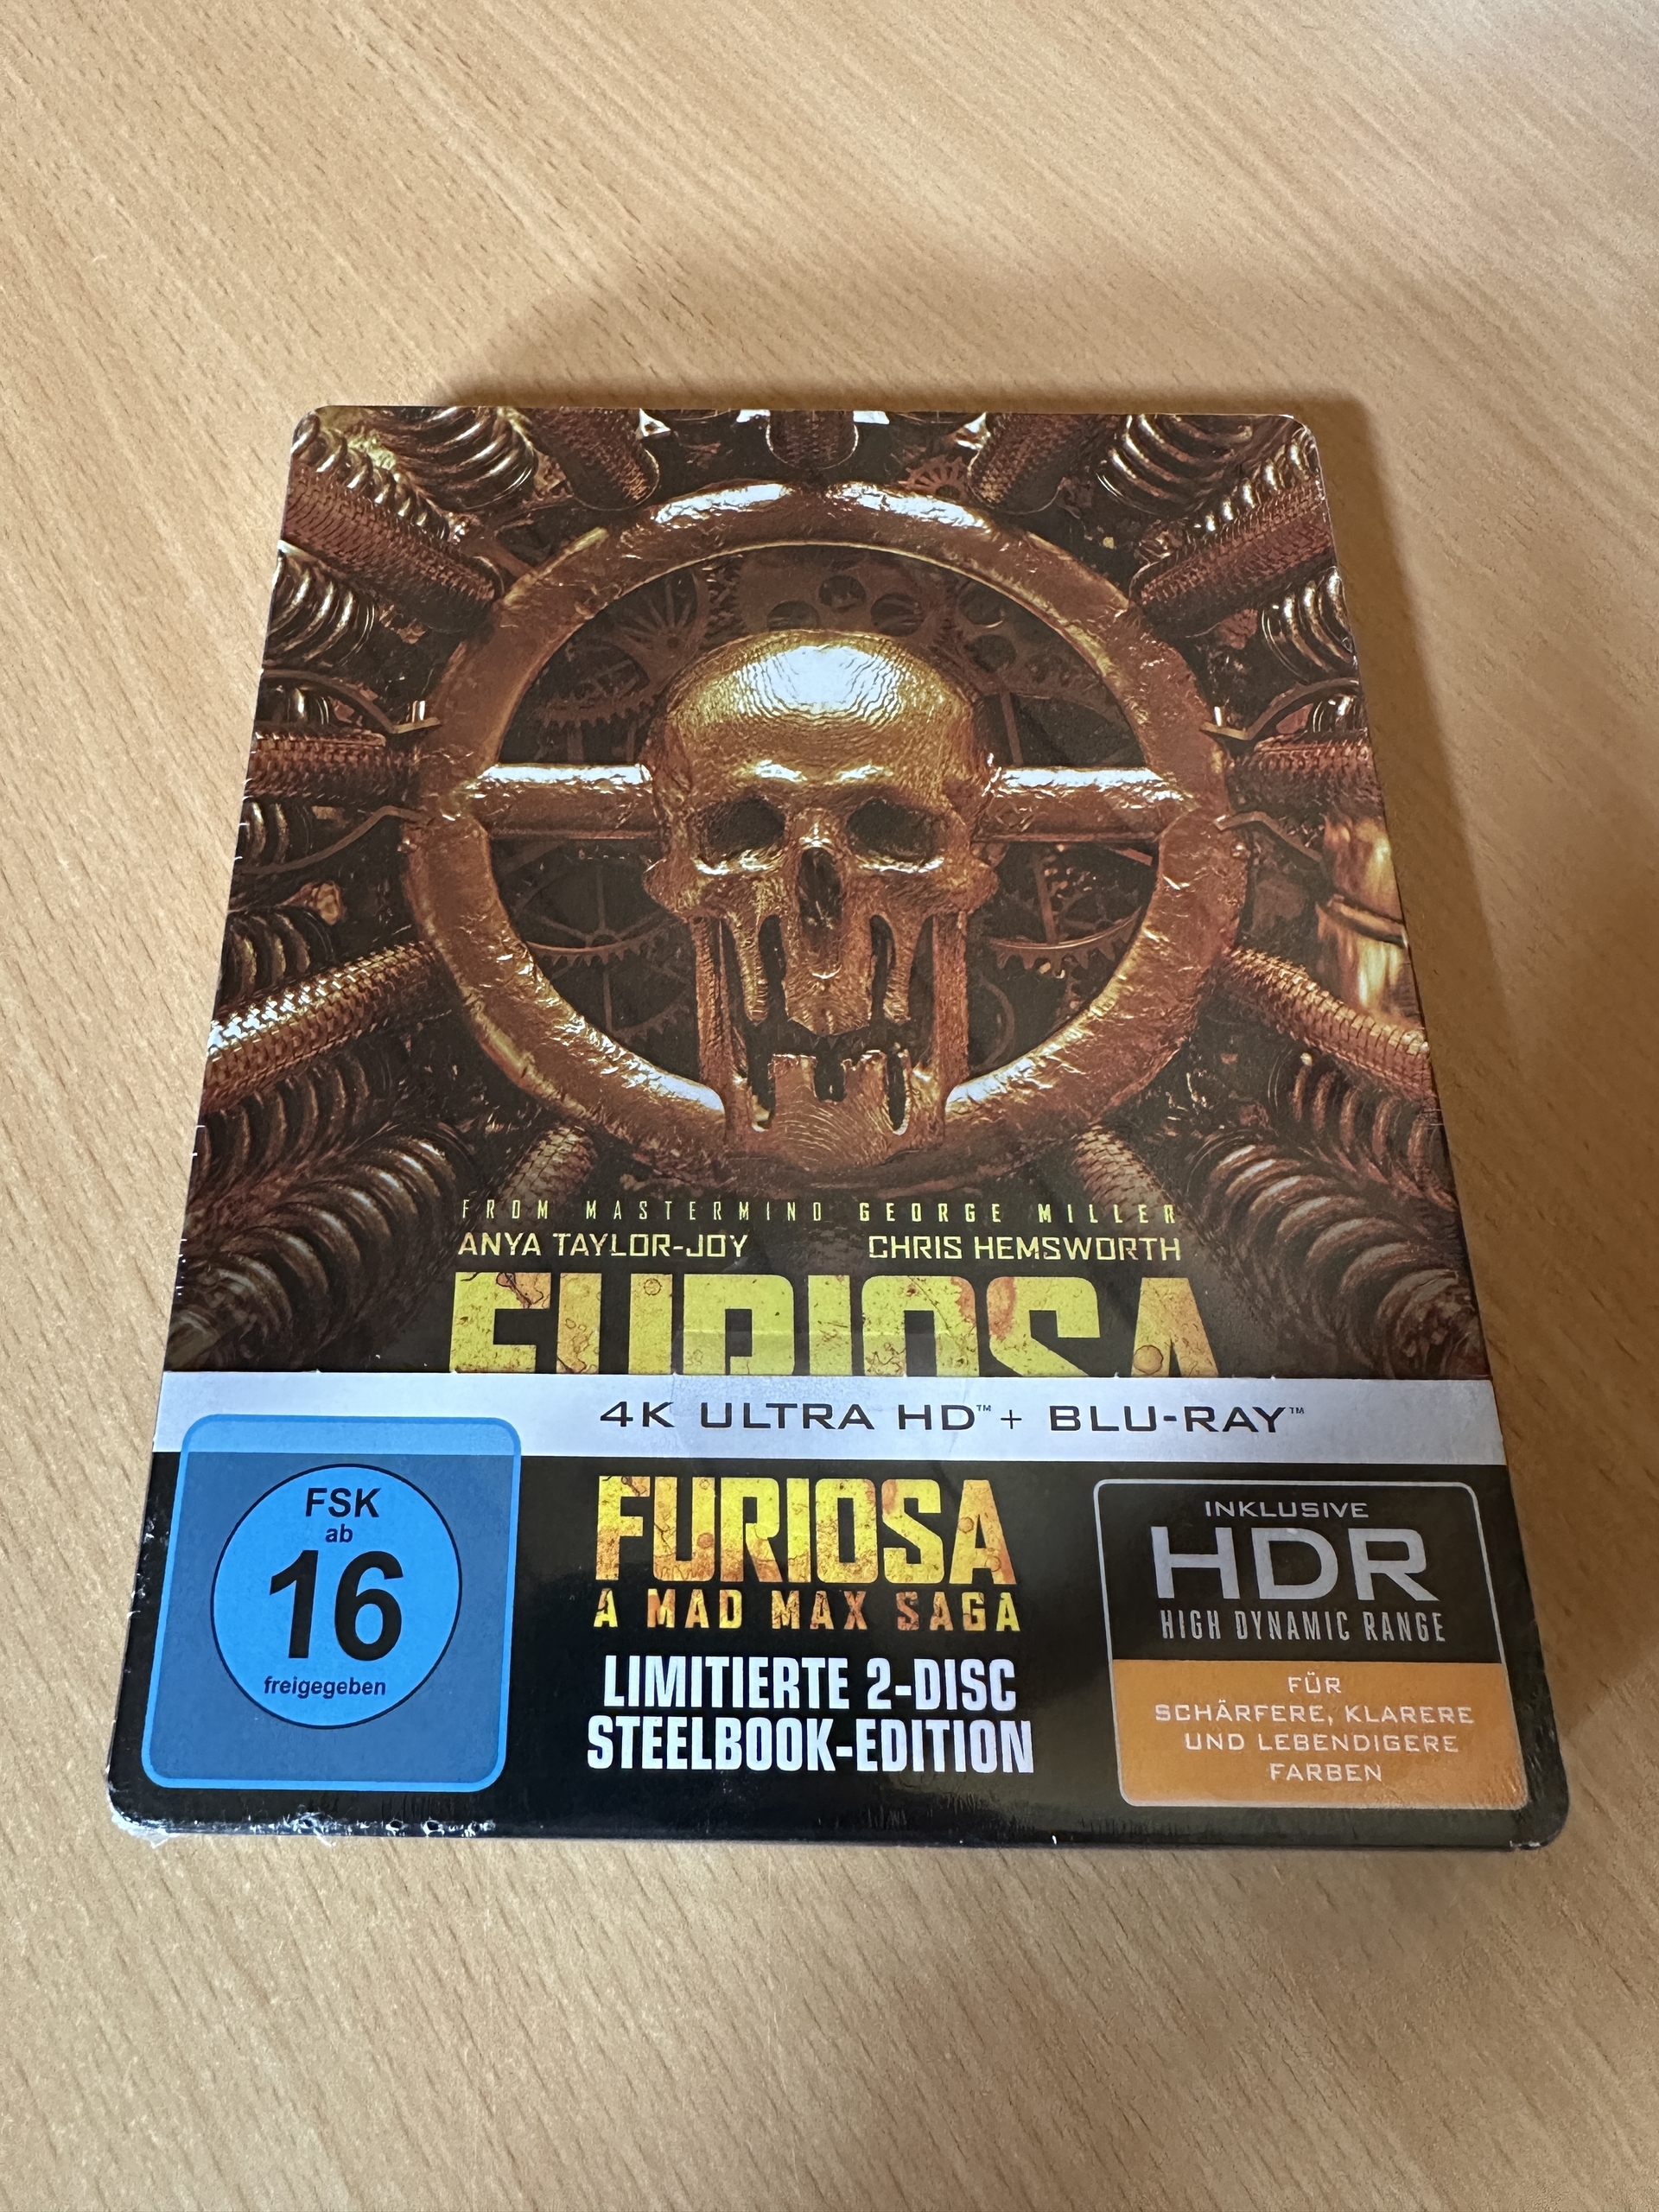 FROM MASTERMIND GEORGE MILLER
ANYA TAYLOR-JOY CHRIS HEMSWORTH
FURIOSA
4K ULTRA HD™ + BLU-RAY™
FSK
ab
16
freigegeben
FURIOSA
A MAD MAX SAGA
LIMITIERTE 2-DISC
STEELBOOK-EDITION
INKLUSIVE
HDR
HIGH DYNAMIC RANGE
FÜR
SCHÄRFERE, KLARERE
UND LEBENDIGERE
FARBEN